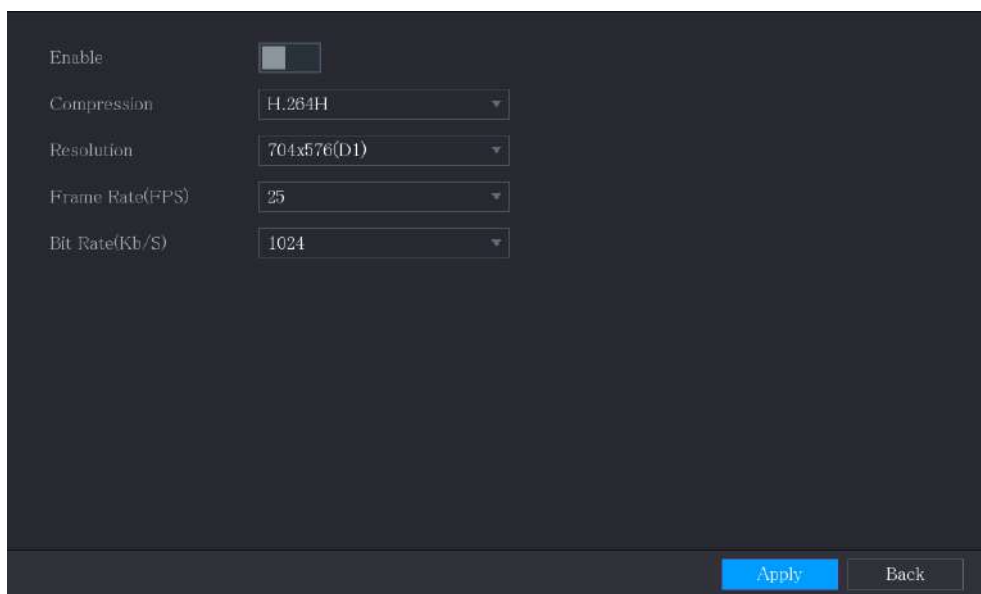 Enable
Compression H.264H
Resolution 704x576(D1)
Frame Rate(FPS) 25
Bit Rate(Kb/S) 1024
Apply Back